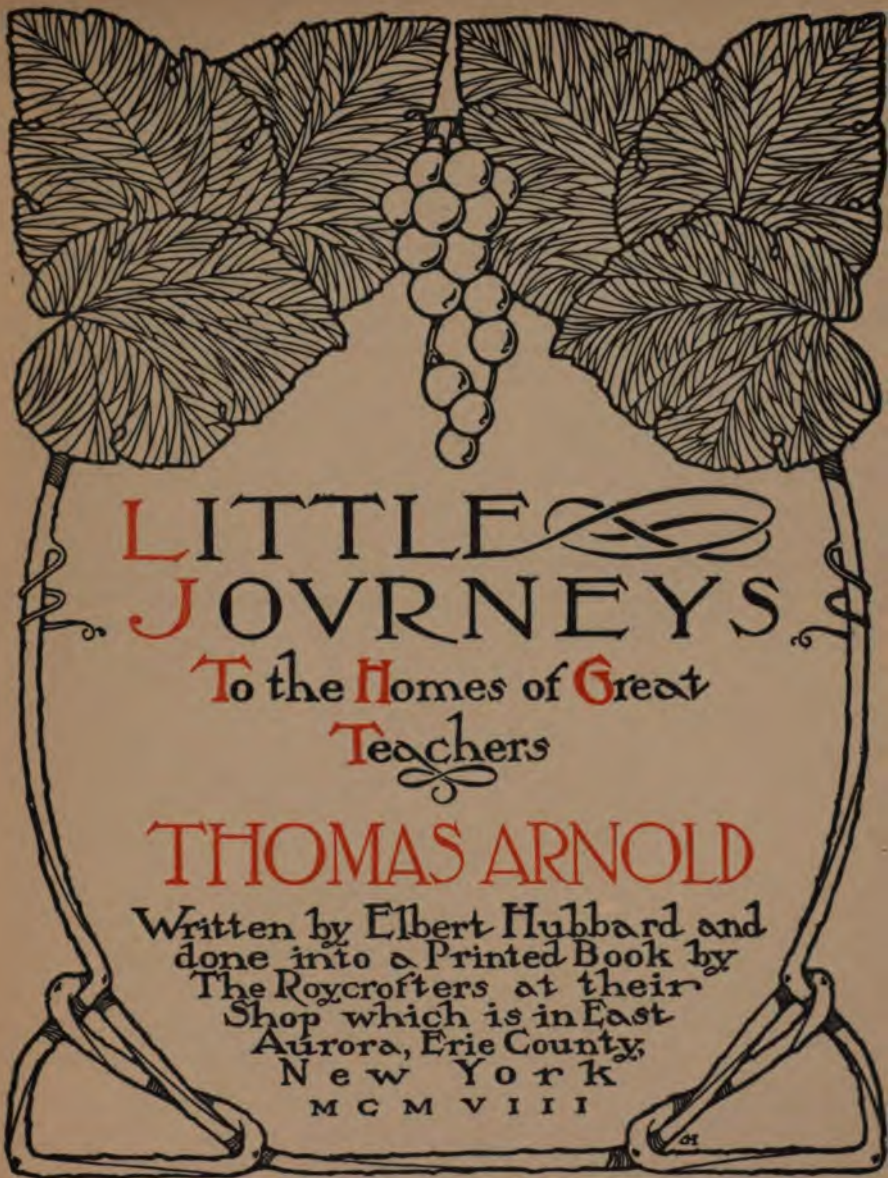 LITTLE
JOVRNEYS
To the Homes of Great
Teachers
THOMAS ARNOLD
Written by Elbert Hubbard and
done into a Printed Book by
The Roycrofters at their
Shop which is in East
Aurora, Erie County,
New York
MCMVIII